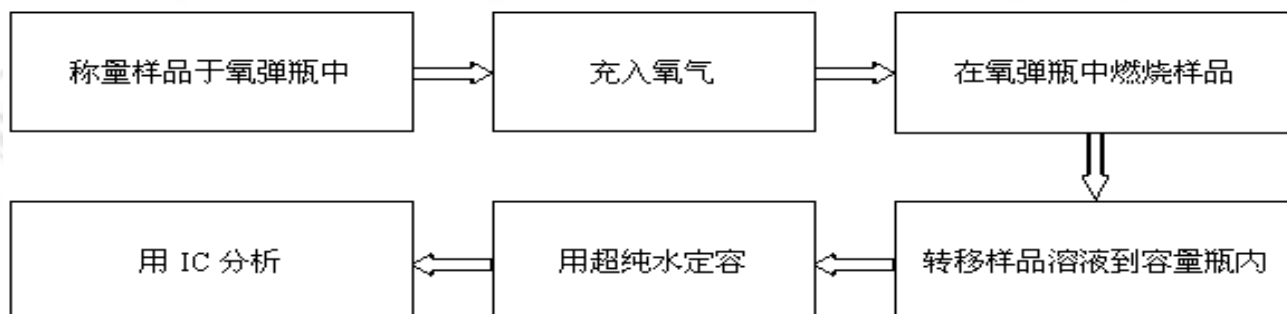 称量样品于氧弹瓶中
充入氧气
在氧弹瓶中燃烧样品
转移样品溶液到容量瓶内
用超纯水定容
用 IC 分析